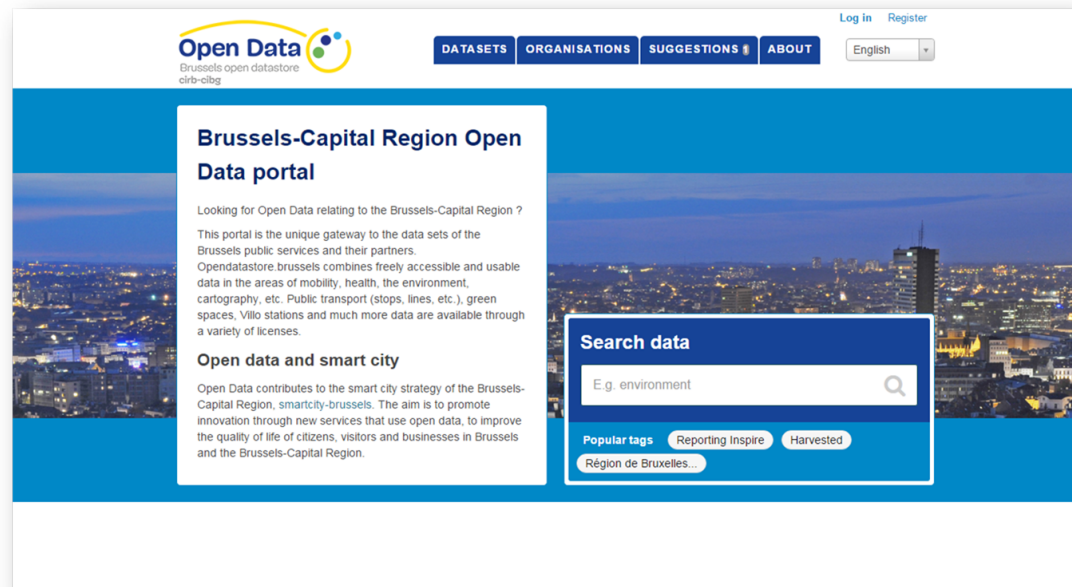 Log in Register
Open Data
Brussels open datastore
cirb-cibg
DATASETS ORGANISATIONS SUGGESTIONS 1 ABOUT
English
Brussels-Capital Region Open
Data portal
Looking for Open Data relating to the Brussels-Capital Region ?
This portal is the unique gateway to the data sets of the
Brussels public services and their partners.
Opendatastore.brussels combines freely accessible and usable
data in the areas of mobility, health, the environment,
cartography, etc. Public transport (stops, lines, etc.), green
spaces, Villo stations and much more data are available through
a variety of licenses.
Open data and smart city
Open Data contributes to the smart city strategy of the Brussels-
Capital Region, smartcity-brussels. The aim is to promote
innovation through new services that use open data, to improve
the quality of life of citizens, visitors and businesses in Brussels
and the Brussels-Capital Region.
Search data
E.g. environment
Popular tags Reporting Inspire Harvested
Région de Bruxelles...